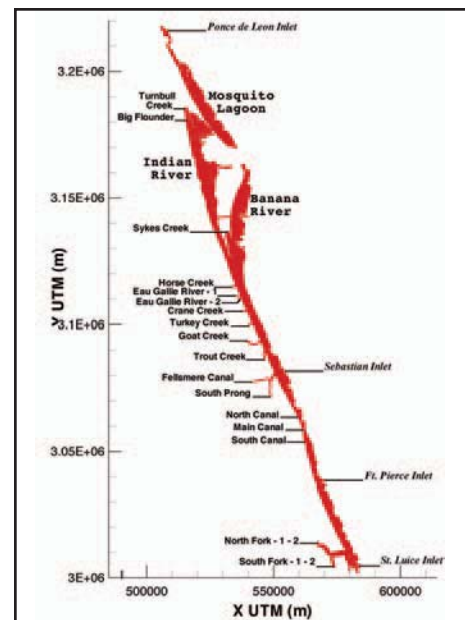 Ponce de Leon Inlet
3.2E+06
Turnbull
Creek
Big Flounder
Mosquito
Lagoon
Indian
River
3.15E+06
Banana
River
Sykes Creek
Y UTM (m)
Horse Creek
Eau Gallie River - 1
Eau Gallie River - 2
Crane Creek
3.1E+06
Turkey Creek
Goat Creek
Trout Creek
Sebastian Inlet
Fellsmere Canal
South Prong
North Canal
Main Canal
South Canal
3.05E+06
Ft. Pierce Inlet
North Fork - 1 - 2
South Fork - 1 - 2
St. Luice Inlet
3E+06
500000
550000
600000
X UTM (m)